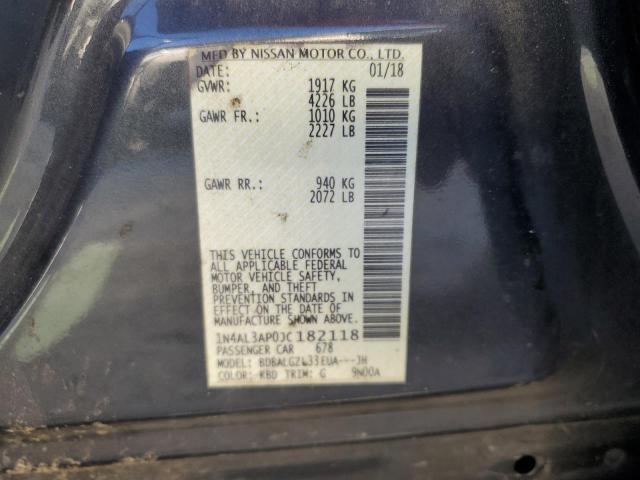 MFD BY NISSAN MOTOR CO., LTD.
DATE: 01/18
GVWR: 1917 KG
4226 LB
GAWR FR.: 1010 KG
2227 LB
GAWR RR.: 940 KG
2072 LB
THIS VEHICLE CONFORMS TO
ALL APPLICABLE FEDERAL
MOTOR VEHICLE SAFETY,
BUMPER, AND THEFT
PREVENTION STANDARDS IN
EFFECT ON THE DATE OF
MANUFACTURE SHOWN ABOVE.
1N4AL3AP0JC182118
PASSENGER CAR 678
MODEL: BDBALGZL33EUA---JH
COLOR: KBD TRIM: G 9N00A